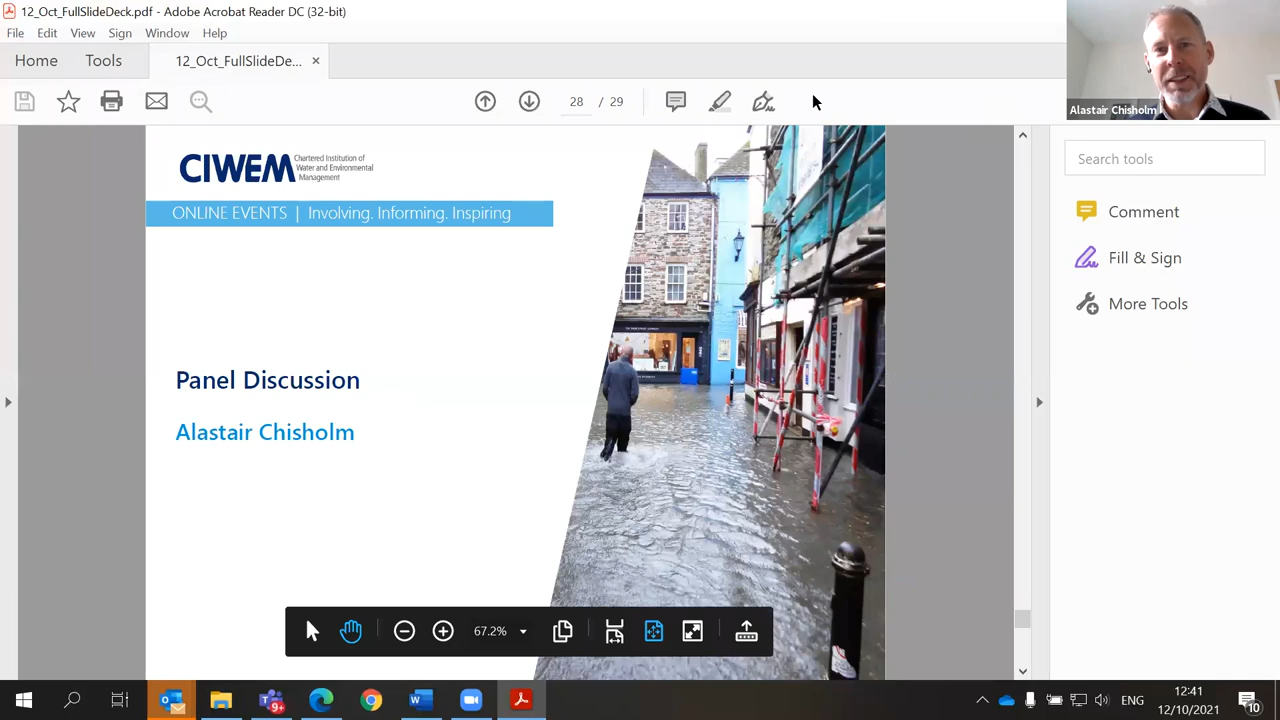 12_Oct_FullSlideDeck.pdf - Adobe Acrobat Reader DC (32-bit)
File Edit View Sign Window Help
Home Tools 12_Oct_FullSlideDe... ×
28 / 29
Alastair Chisholm
Search tools
Comment
Fill & Sign
More Tools
CIWEM
Chartered Institution of
Water and Environmental
Management
ONLINE EVENTS | Involving. Informing. Inspiring
Panel Discussion
Alastair Chisholm
67.2%
9+
ENG
12:41
12/10/2021
10